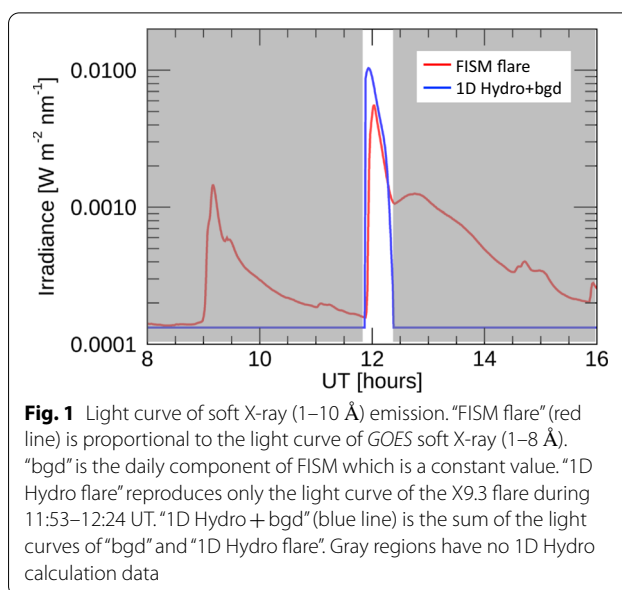 0.0100
0.0010
0.0001
Irradiance [W m⁻² nm⁻¹]
FISM flare
1D Hydro+bgd
8 10 12 14 16
UT [hours]
Fig. 1 Light curve of soft X-ray (1–10 Å) emission. “FISM flare” (red
line) is proportional to the light curve of GOES soft X-ray (1–8 Å).
“bgd” is the daily component of FISM which is a constant value. “1D
Hydro flare” reproduces only the light curve of the X9.3 flare during
11:53–12:24 UT. “1D Hydro + bgd” (blue line) is the sum of the light
curves of “bgd” and “1D Hydro flare”. Gray regions have no 1D Hydro
calculation data